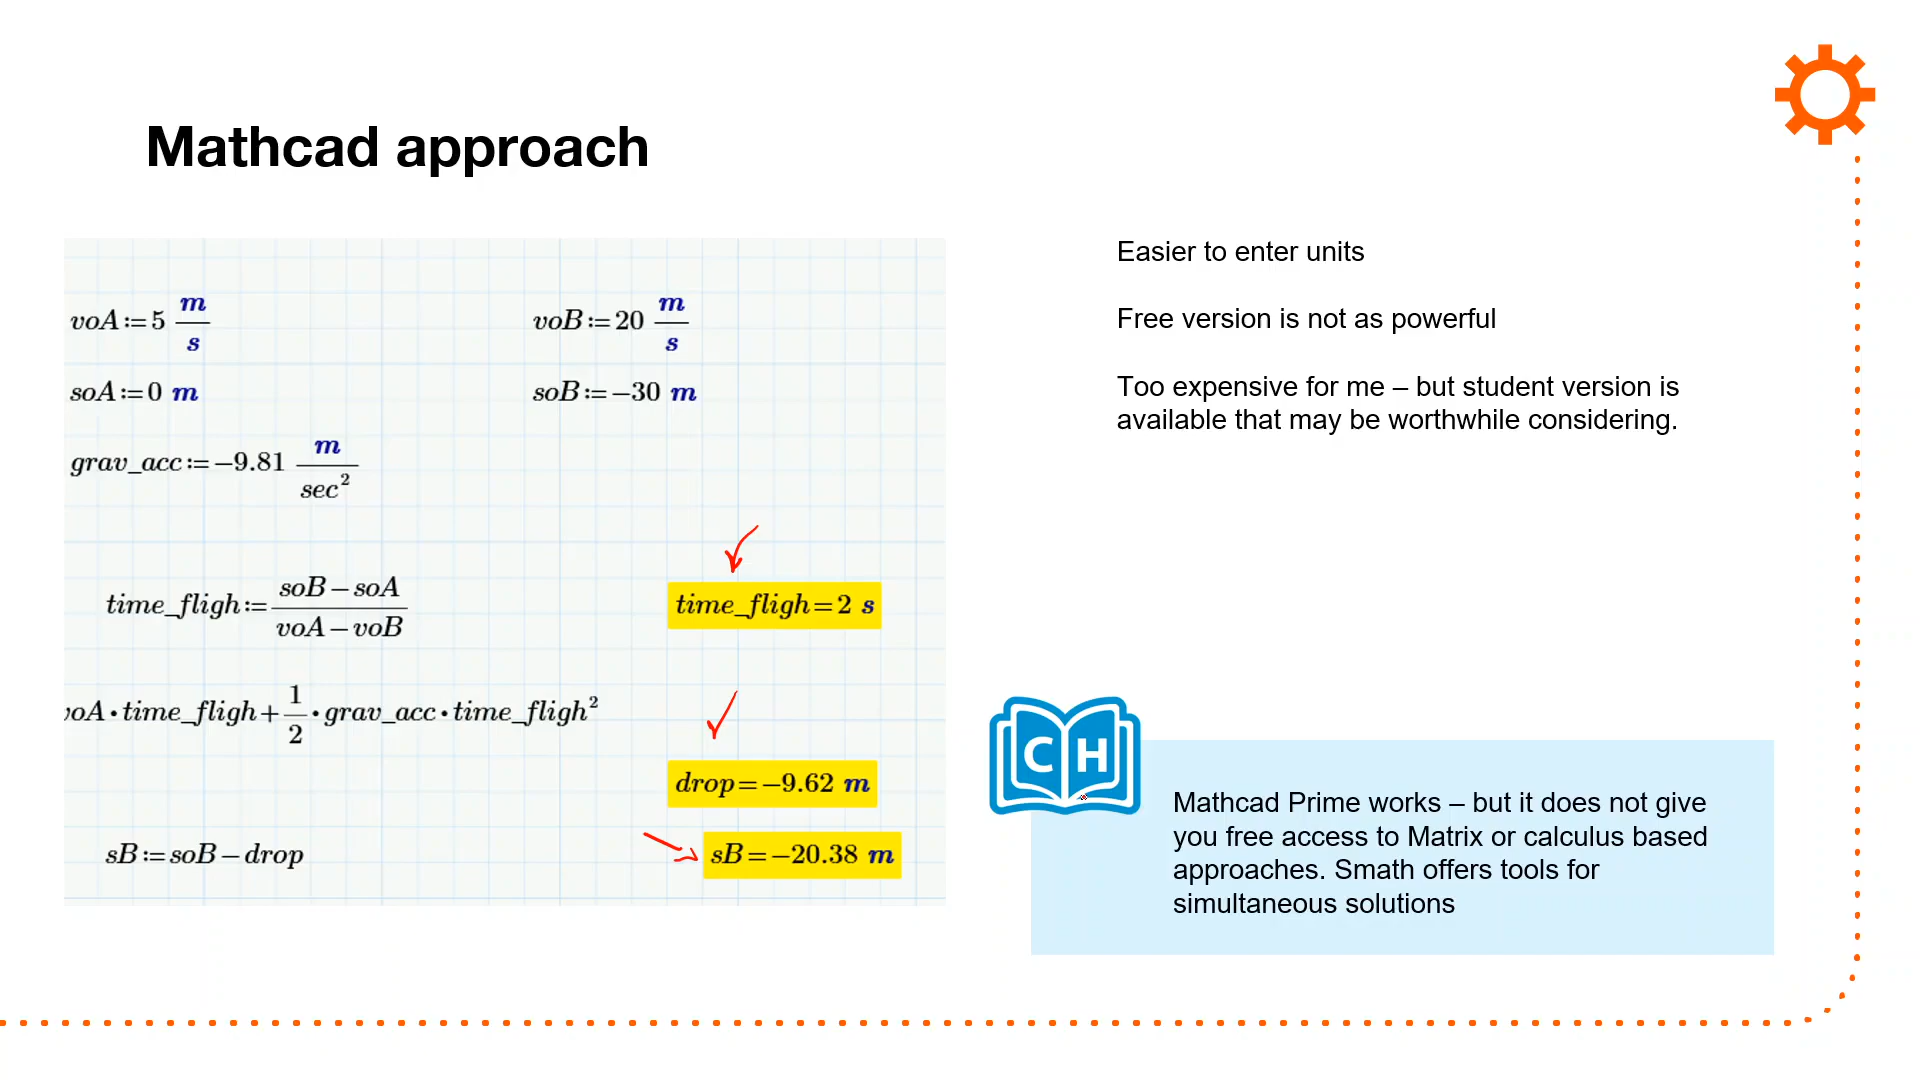 Mathcad approach
voA:=5 m/s
voB:=20 m/s
soA:=0 m
soB:=−30 m
grav_acc:=−9.81 m/sec²
time_fligh:=(soB−soA)/(voA−voB)
time_fligh=2 s
voA·time_fligh+1/2·grav_acc·time_fligh²
drop=−9.62 m
sB:=soB−drop
sB=−20.38 m
Easier to enter units
Free version is not as powerful
Too expensive for me – but student version is
available that may be worthwhile considering.
CH
Mathcad Prime works – but it does not give
you free access to Matrix or calculus based
approaches. Smath offers tools for
simultaneous solutions